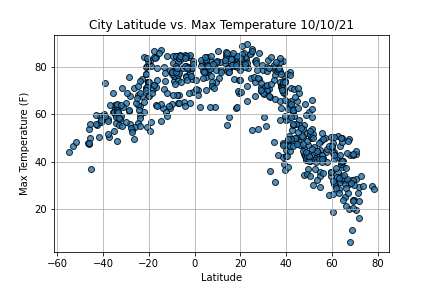 City Latitude vs. Max Temperature 10/10/21
Max Temperature (F)
80
60
40
20
−60 −40 −20 0 20 40 60 80
Latitude